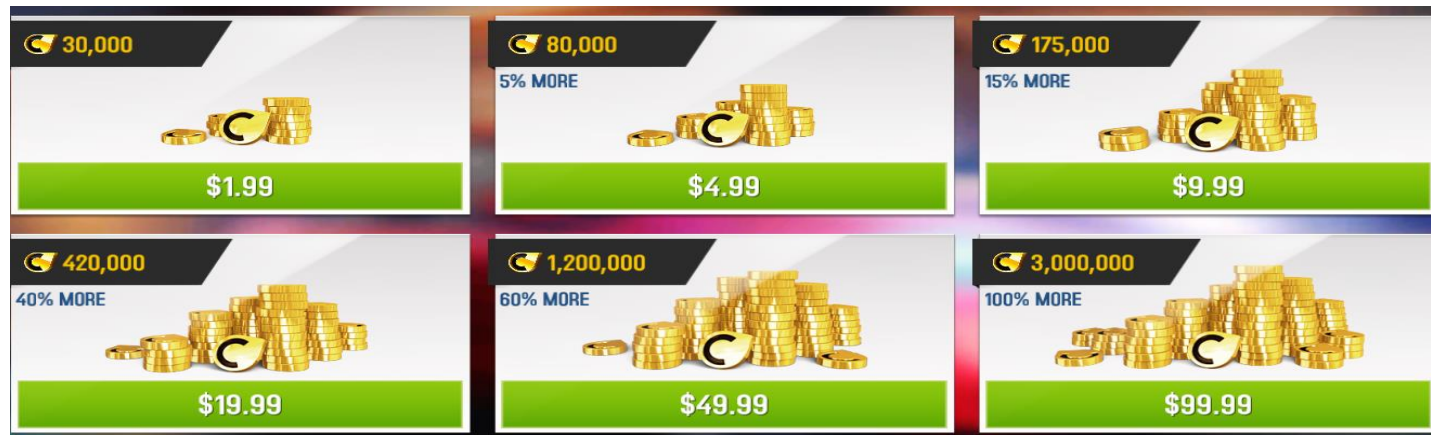 30,000
$1.99
80,000
5% MORE
$4.99
175,000
15% MORE
$9.99
420,000
40% MORE
$19.99
1,200,000
60% MORE
$49.99
3,000,000
100% MORE
$99.99